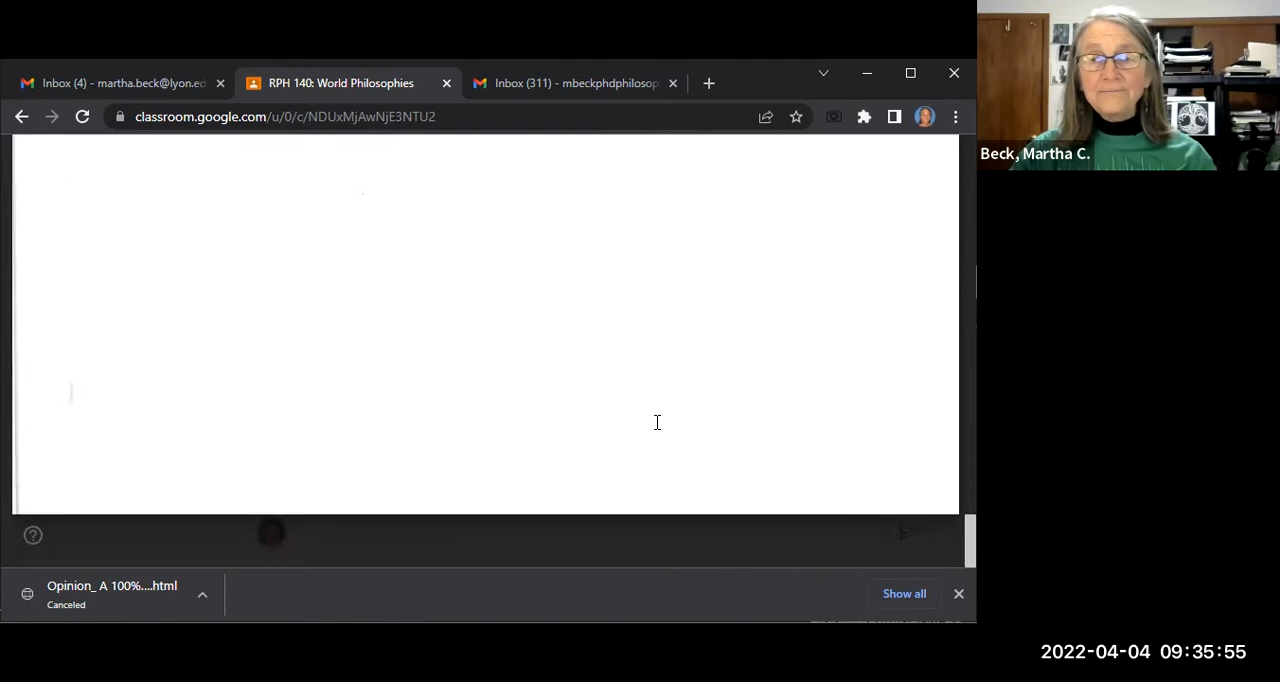 Inbox (4) - martha.beck@lyon.ed
RPH 140: World Philosophies
Inbox (311) - mbeckphdphilosop
classroom.google.com/u/0/c/NDUxMjAwNjE3NTU2
Beck, Martha C.
Opinion_ A 100%....html
Canceled
Show all
2022-04-04 09:35:55